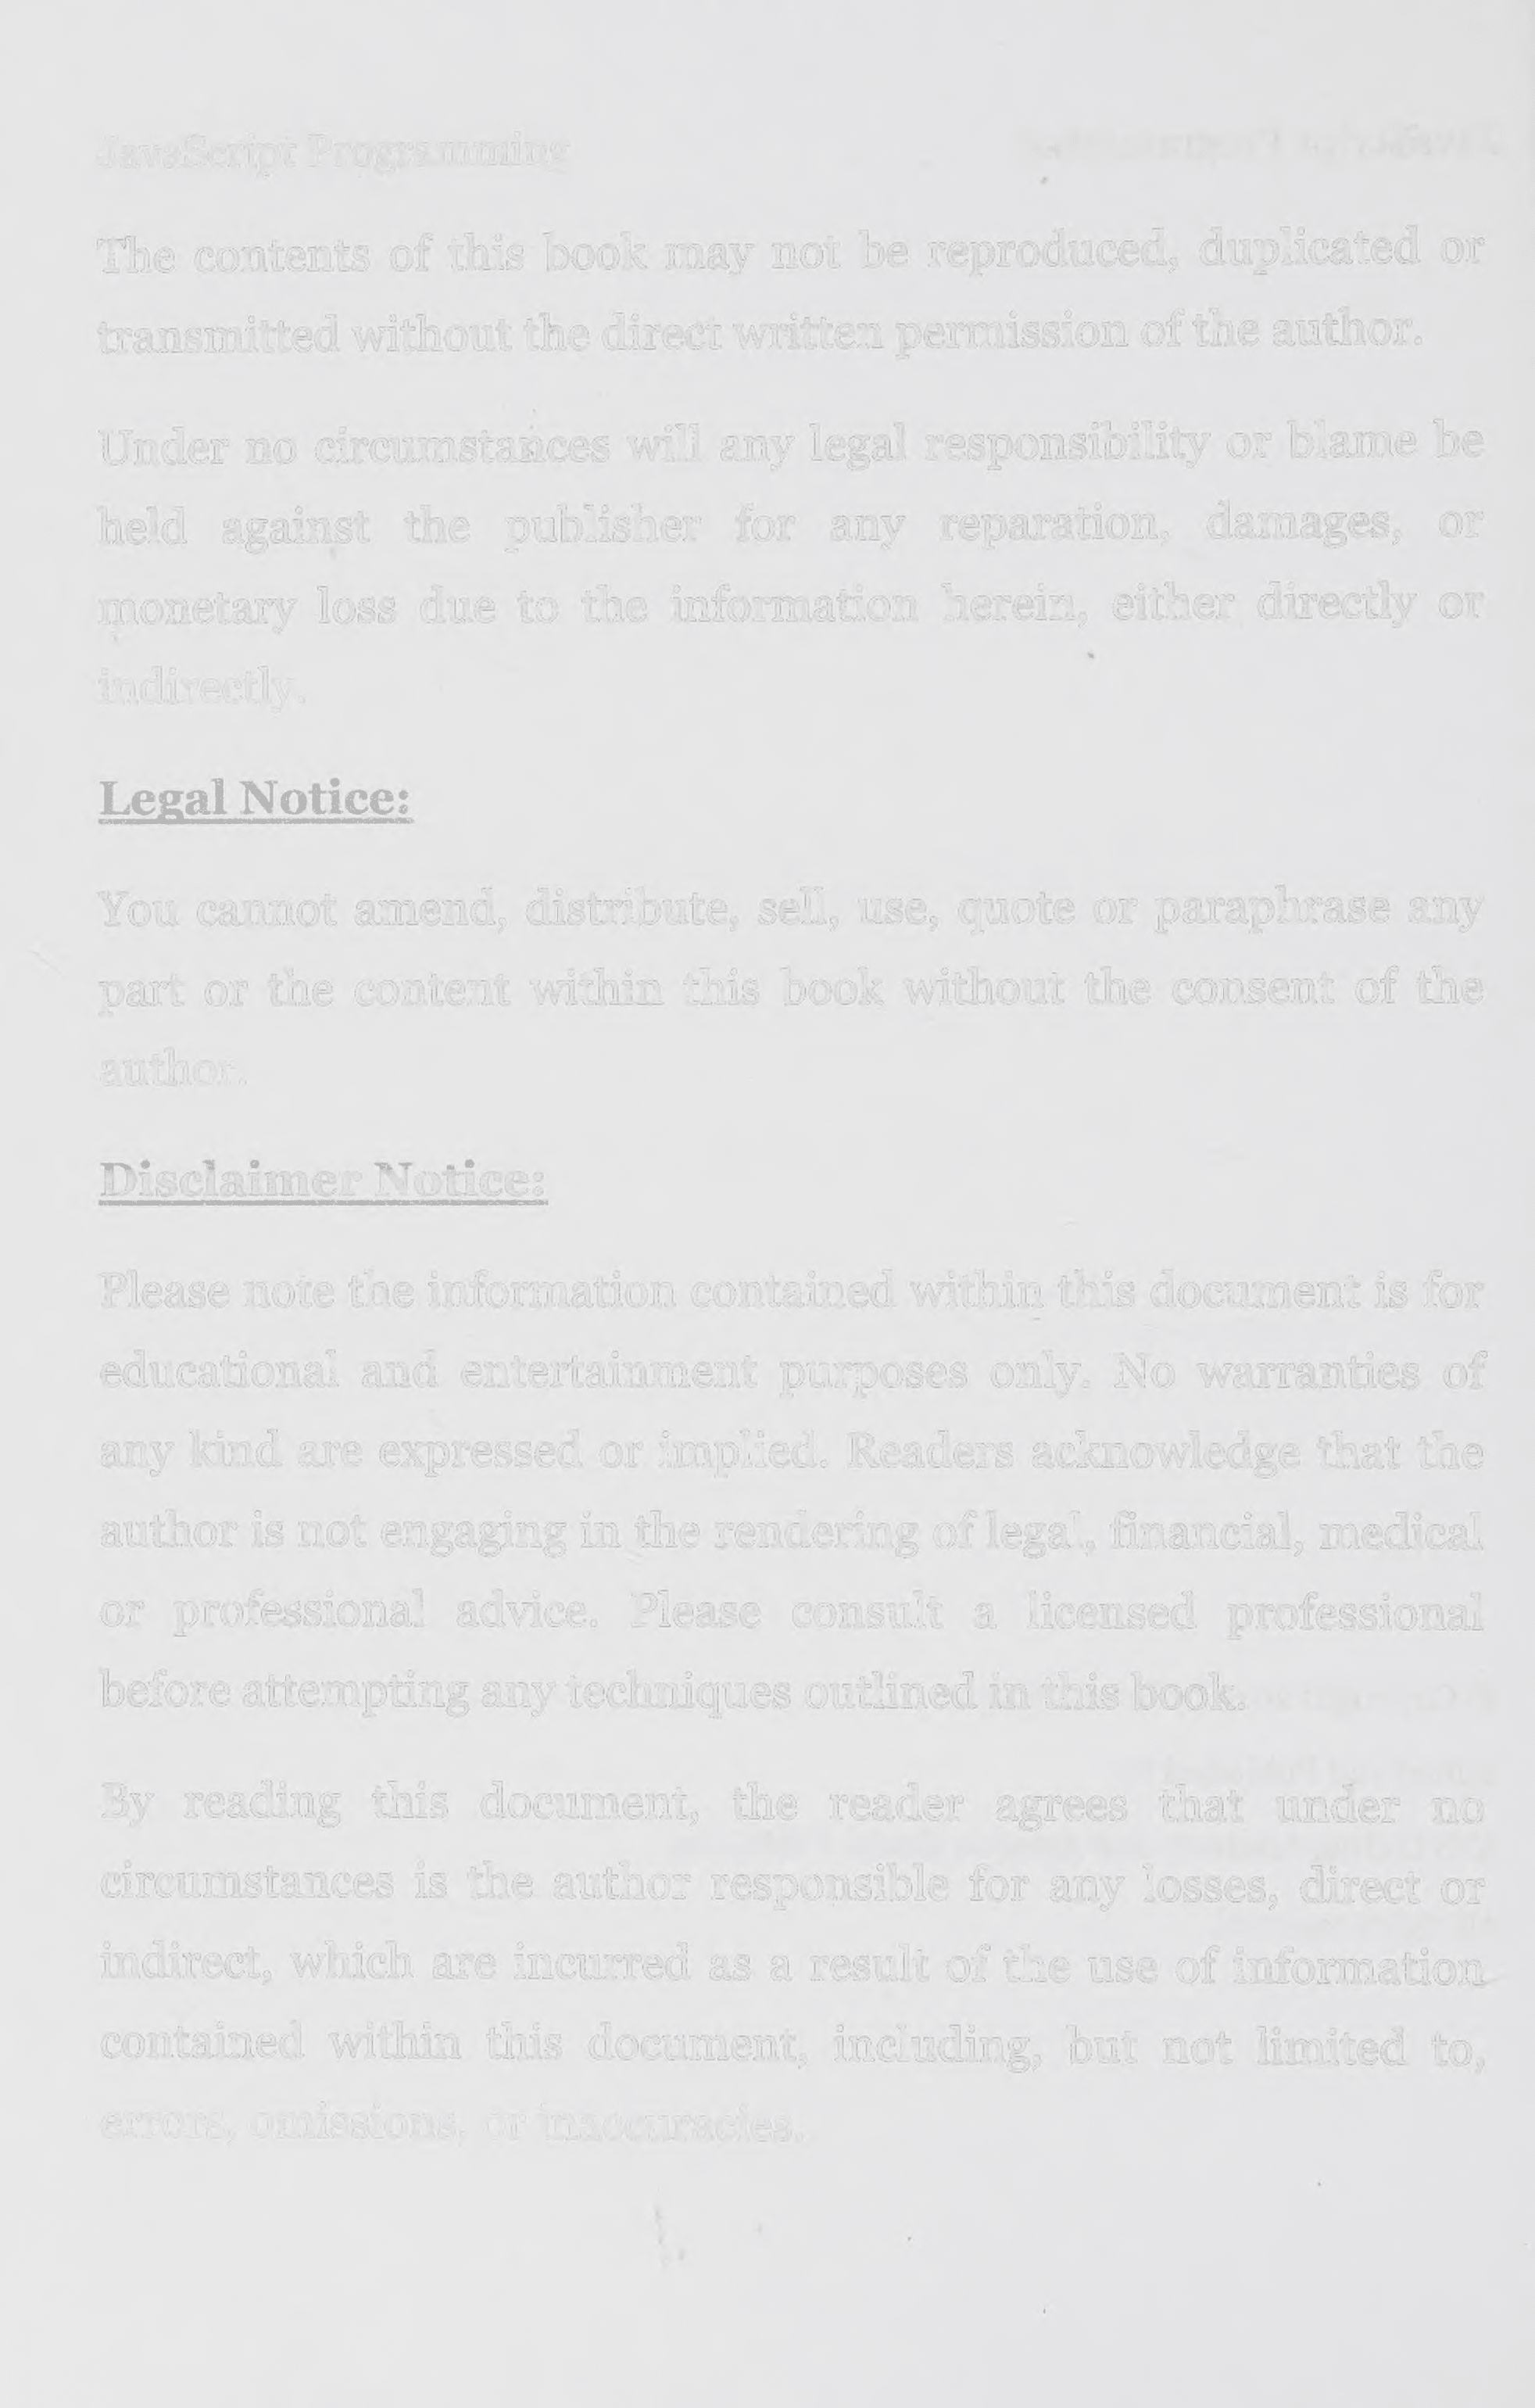 JavaScript Programming
The contents of this book may not be reproduced, duplicated or
transmitted without the direct written permission of the author.
Under no circumstances will any legal responsibility or blame be
held against the publisher for any reparation, damages, or
monetary loss due to the information herein, either directly or
indirectly.
Legal Notice:
You cannot amend, distribute, sell, use, quote or paraphrase any
part or the content within this book without the consent of the
author.
Disclaimer Notice:
Please note the information contained within this document is for
educational and entertainment purposes only. No warranties of
any kind are expressed or implied. Readers acknowledge that the
author is not engaging in the rendering of legal, financial, medical
or professional advice. Please consult a licensed professional
before attempting any techniques outlined in this book.
By reading this document, the reader agrees that under no
circumstances is the author responsible for any losses, direct or
indirect, which are incurred as a result of the use of information
contained within this document, including, but not limited to,
errors, omissions, or inaccuracies.